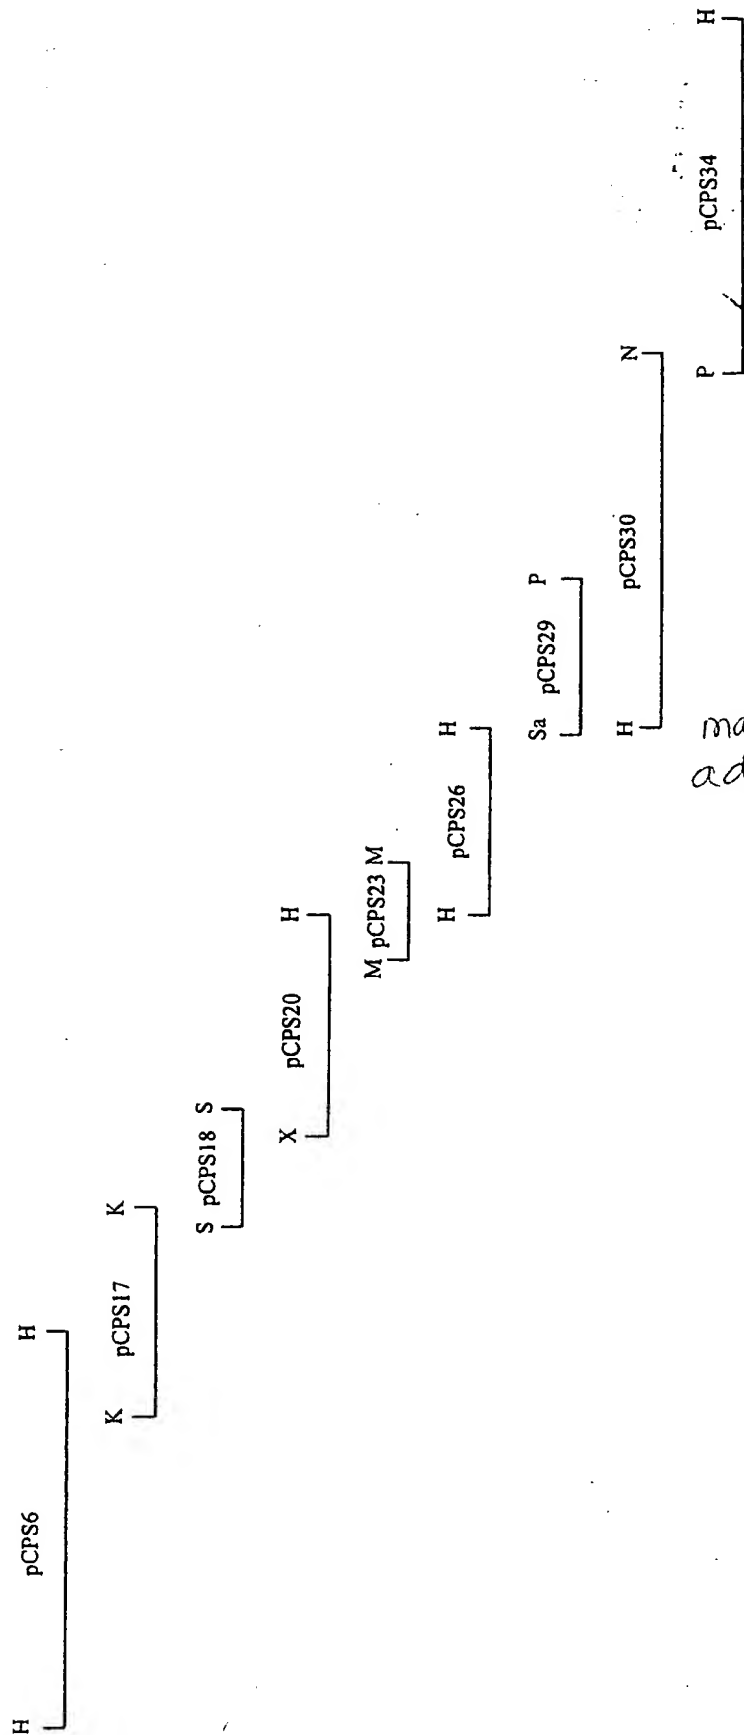 H pCPS6 H
K pCPS17 K
S pCPS18 S
X pCPS20 H
M pCPS23 M
H pCPS26 H
Sa pCPS29 P
H pCPS30 N
P pCPS34 H
ma
ad